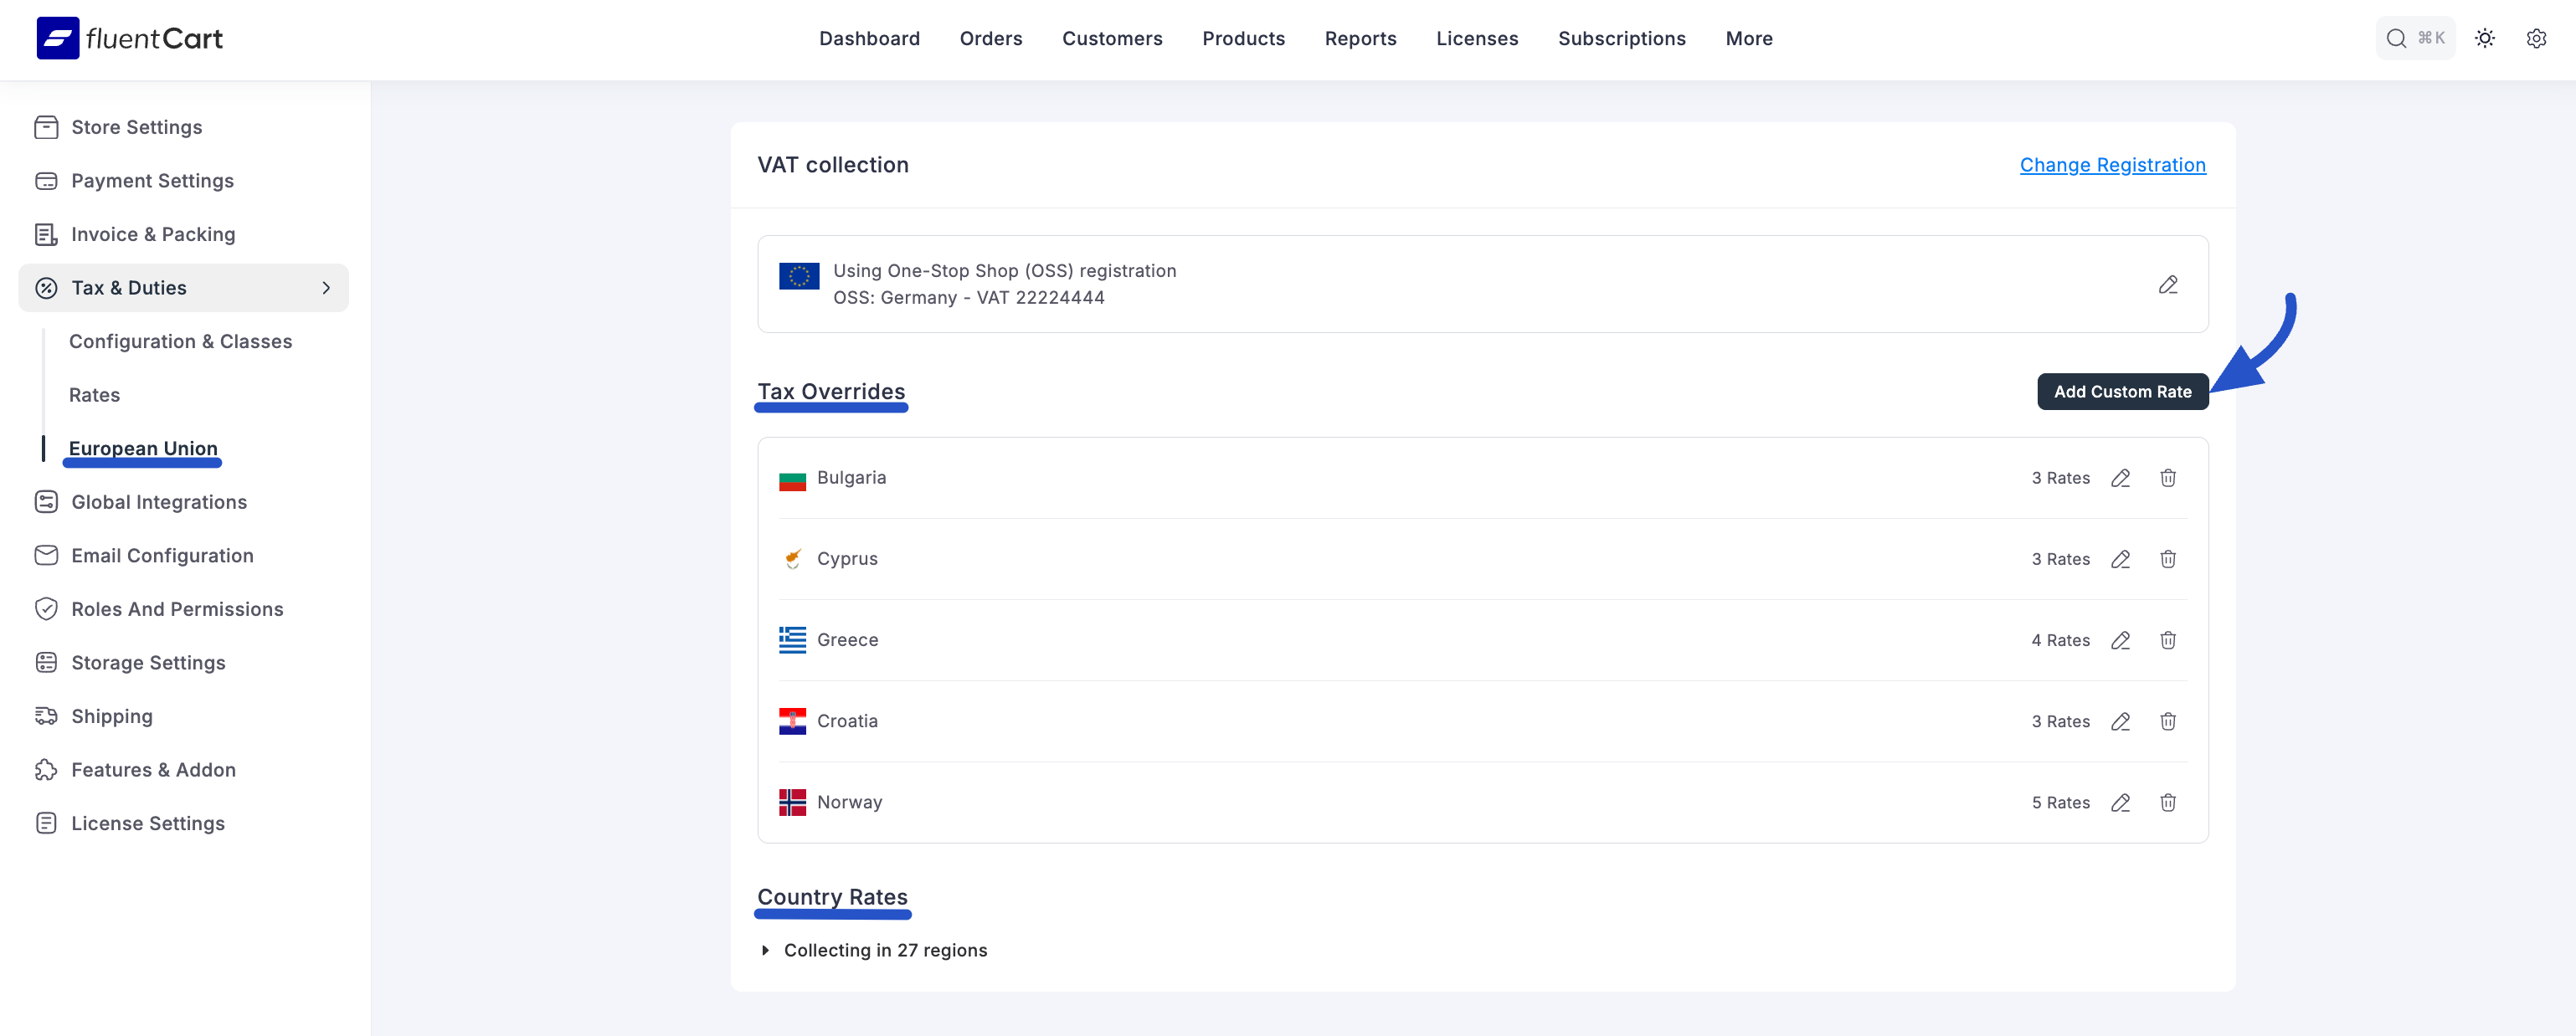 fluentCart
Dashboard
Orders
Customers
Products
Reports
Licenses
Subscriptions
More
⌘K
Store Settings
Payment Settings
Invoice & Packing
Tax & Duties
Configuration & Classes
Rates
European Union
Global Integrations
Email Configuration
Roles And Permissions
Storage Settings
Shipping
Features & Addon
License Settings
VAT collection
Change Registration
Using One-Stop Shop (OSS) registration
OSS: Germany - VAT 22224444
Tax Overrides
Add Custom Rate
Bulgaria
3 Rates
Cyprus
3 Rates
Greece
4 Rates
Croatia
3 Rates
Norway
5 Rates
Country Rates
Collecting in 27 regions